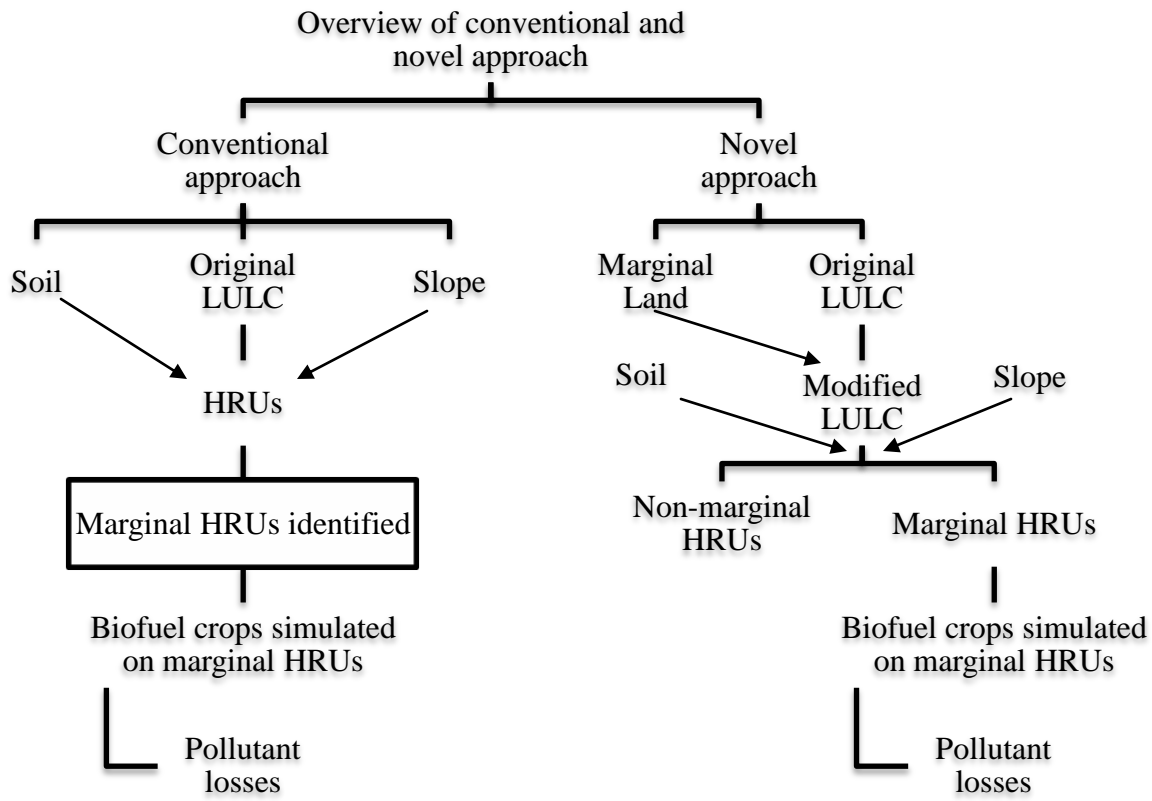 Overview of conventional and
novel approach
Conventional
approach
Novel
approach
Soil
Original
LULC
Slope
Marginal
Land
Original
LULC
HRUs
Soil
Modified
LULC
Slope
Marginal HRUs identified
Non-marginal
HRUs
Marginal HRUs
Biofuel crops simulated
on marginal HRUs
Biofuel crops simulated
on marginal HRUs
Pollutant
losses
Pollutant
losses